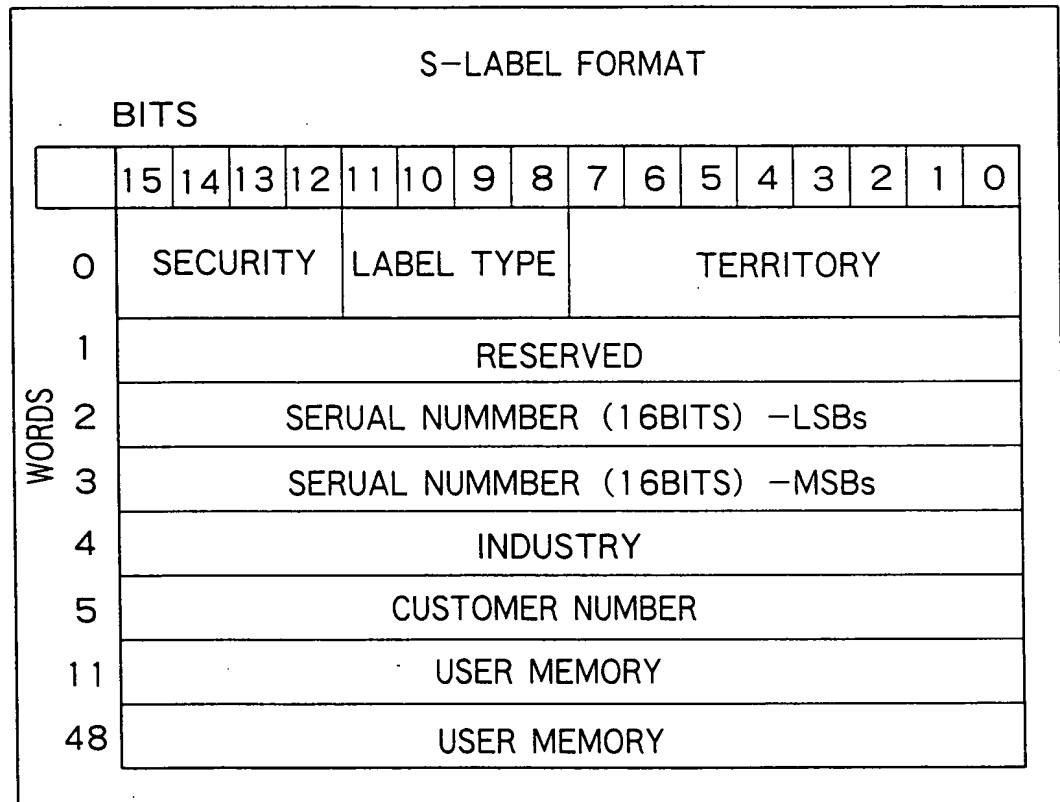 S-LABEL FORMAT
BITS
15 14 13 12 11 10 9 8 7 6 5 4 3 2 1 0
0 SECURITY LABEL TYPE TERRITORY
1 RESERVED
WORDS
2 SERUAL NUMMBER (16BITS) -LSBs
3 SERUAL NUMMBER (16BITS) -MSBs
4 INDUSTRY
5 CUSTOMER NUMBER
11 USER MEMORY
48 USER MEMORY